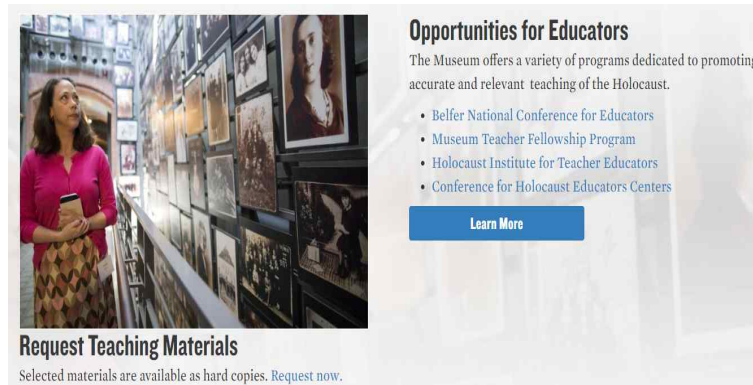 Opportunities for Educators
The Museum offers a variety of programs dedicated to promoting
accurate and relevant teaching of the Holocaust.
Belfer National Conference for Educators
Museum Teacher Fellowship Program
Holocaust Institute for Teacher Educators
Conference for Holocaust Educators Centers
Learn More
Request Teaching Materials
Selected materials are available as hard copies. Request now.